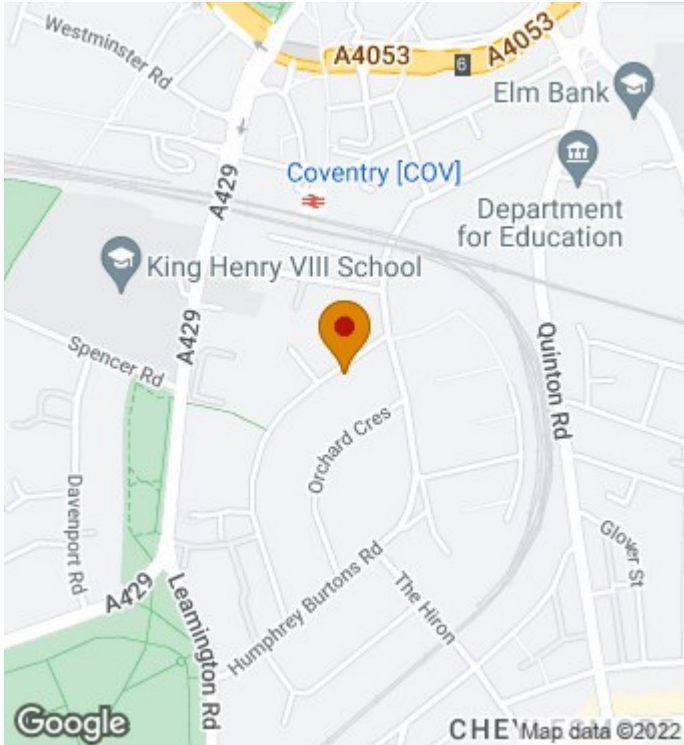 Westminster Rd
A4053
6
A4053
Elm Bank
Coventry [COV]
A429
Department
for Education
King Henry VIII School
A429
Spencer Rd
Quinton Rd
Orchard Cres
Davenport Rd
Glover St
Humphrey Burtons Rd
The Hiron
A429
Leamington Rd
Google
Map data ©2022